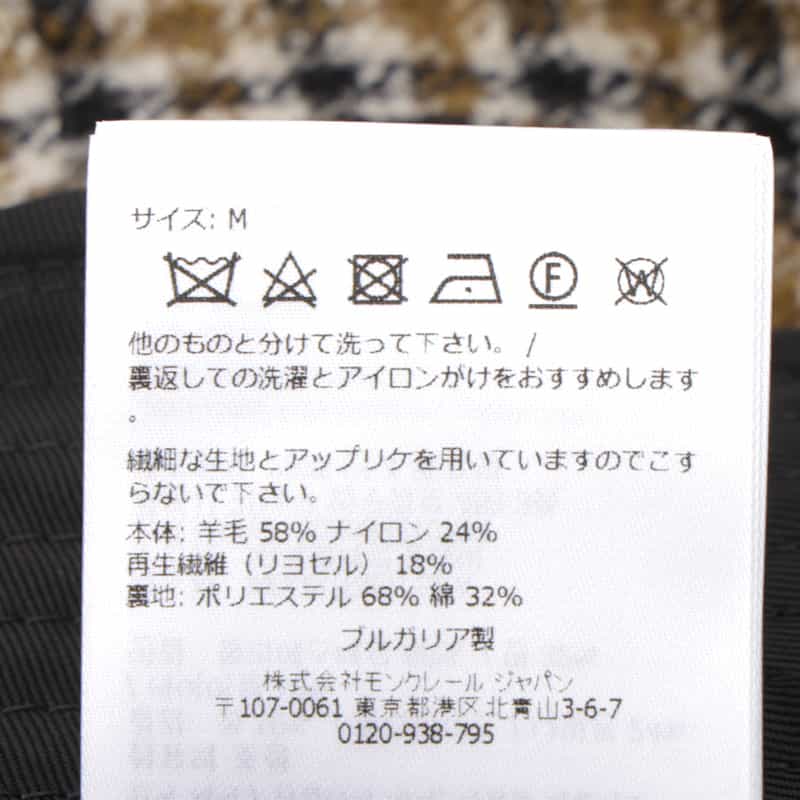 サイズ: M
F
W
他のものと分けて洗って下さい。 /
裏返しての洗濯とアイロンがけをおすすめします
。
繊細な生地とアップリケを用いていますのでこす
らないで下さい。
本体: 羊毛 58% ナイロン 24%
再生繊維（リヨセル） 18%
裏地: ポリエステル 68% 綿 32%
ブルガリア製
株式会社モンクレール ジャパン
〒107-0061 東京都港区北青山3-6-7
0120-938-795